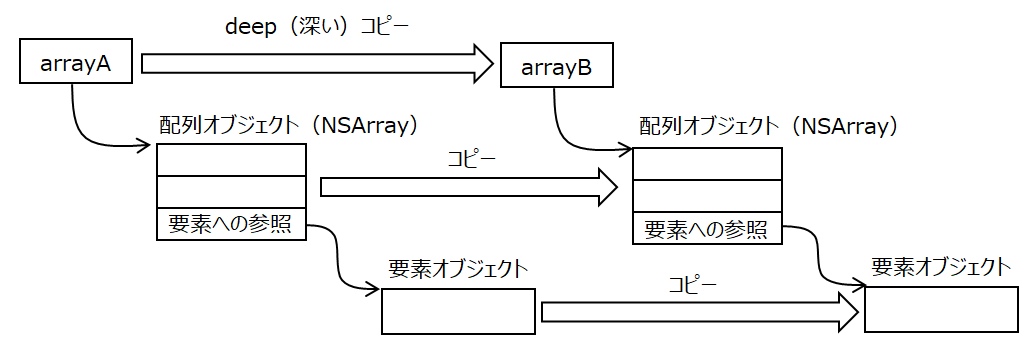 deep（深い）コピー
arrayA
arrayB
配列オブジェクト（NSArray）
配列オブジェクト（NSArray）
コピー
要素への参照
要素への参照
要素オブジェクト
要素オブジェクト
コピー